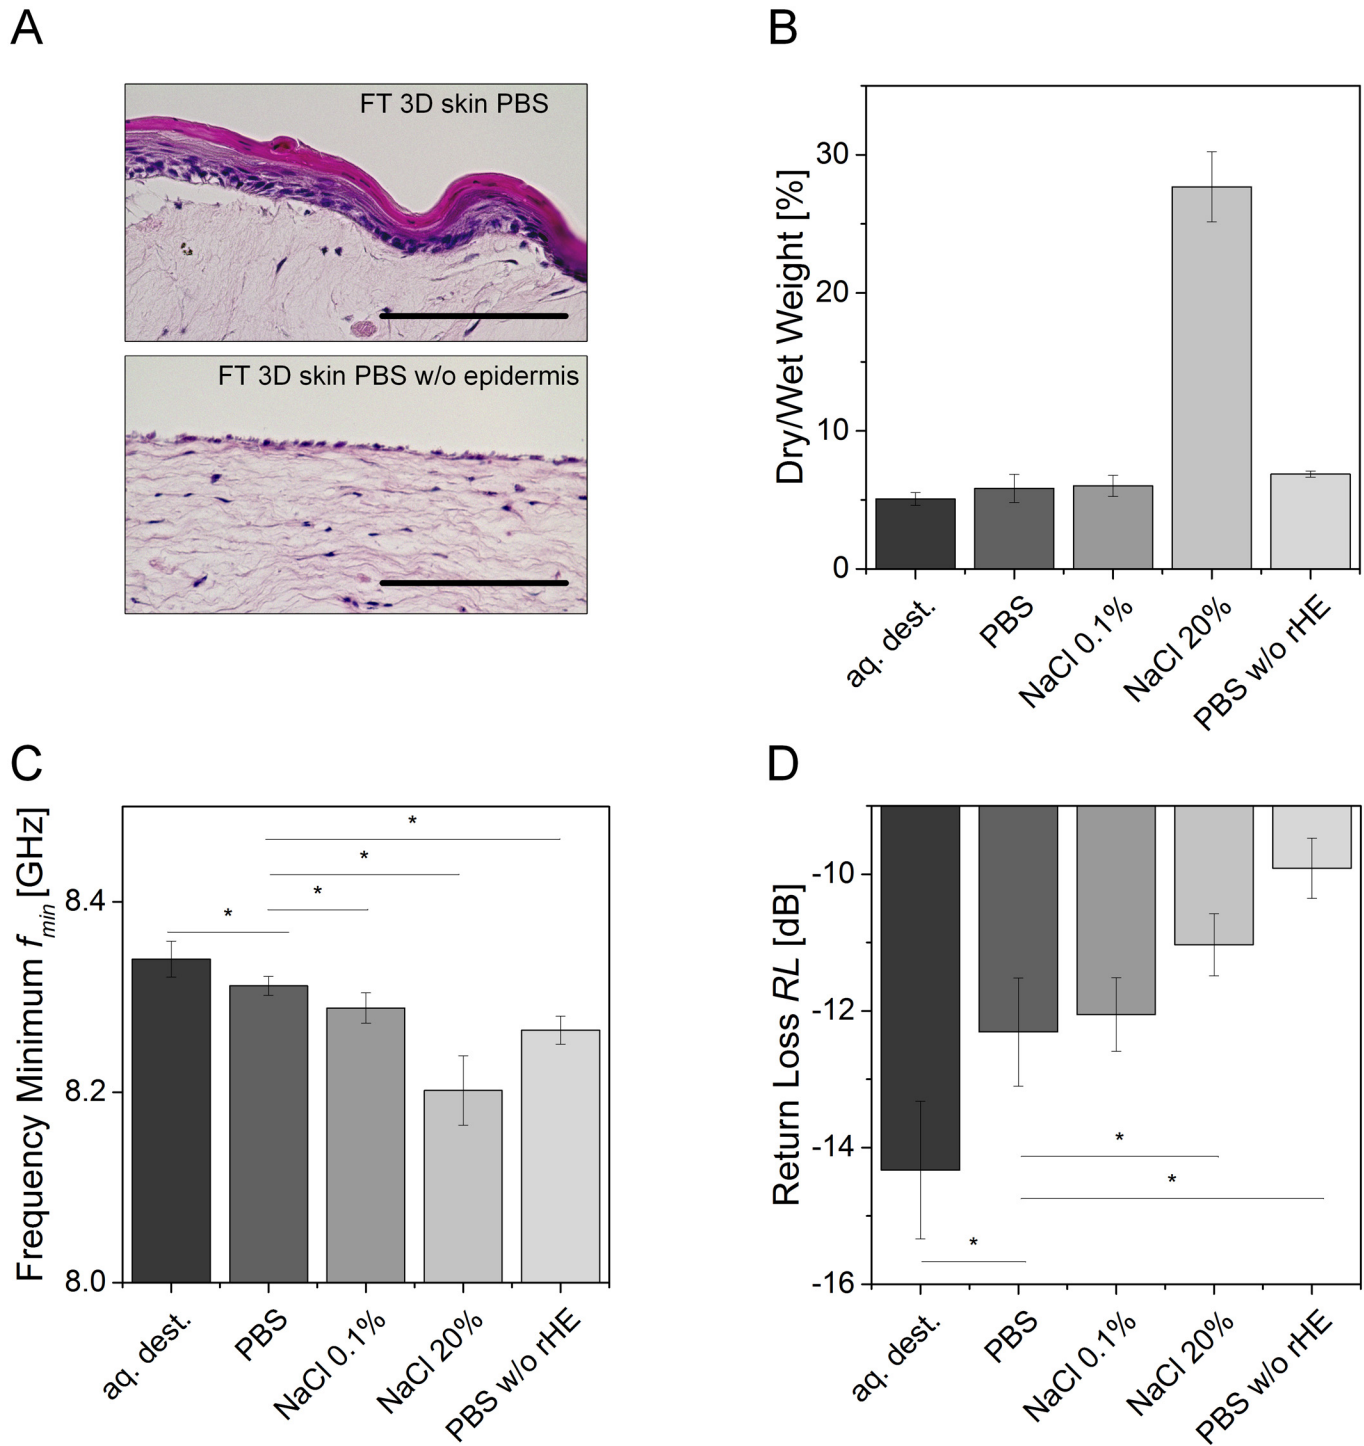 A
FT 3D skin PBS
FT 3D skin PBS w/o epidermis
B
Dry/Wet Weight [%]
30
20
10
0
aq. dest.
PBS
NaCl 0.1%
NaCl 20%
PBS w/o rHE
C
Frequency Minimum fmin [GHz]
8.4
8.2
8.0
*
*
*
*
aq. dest.
PBS
NaCl 0.1%
NaCl 20%
PBS w/o rHE
D
Return Loss RL [dB]
-10
-12
-14
-16
*
*
*
aq. dest.
PBS
NaCl 0.1%
NaCl 20%
PBS w/o rHE